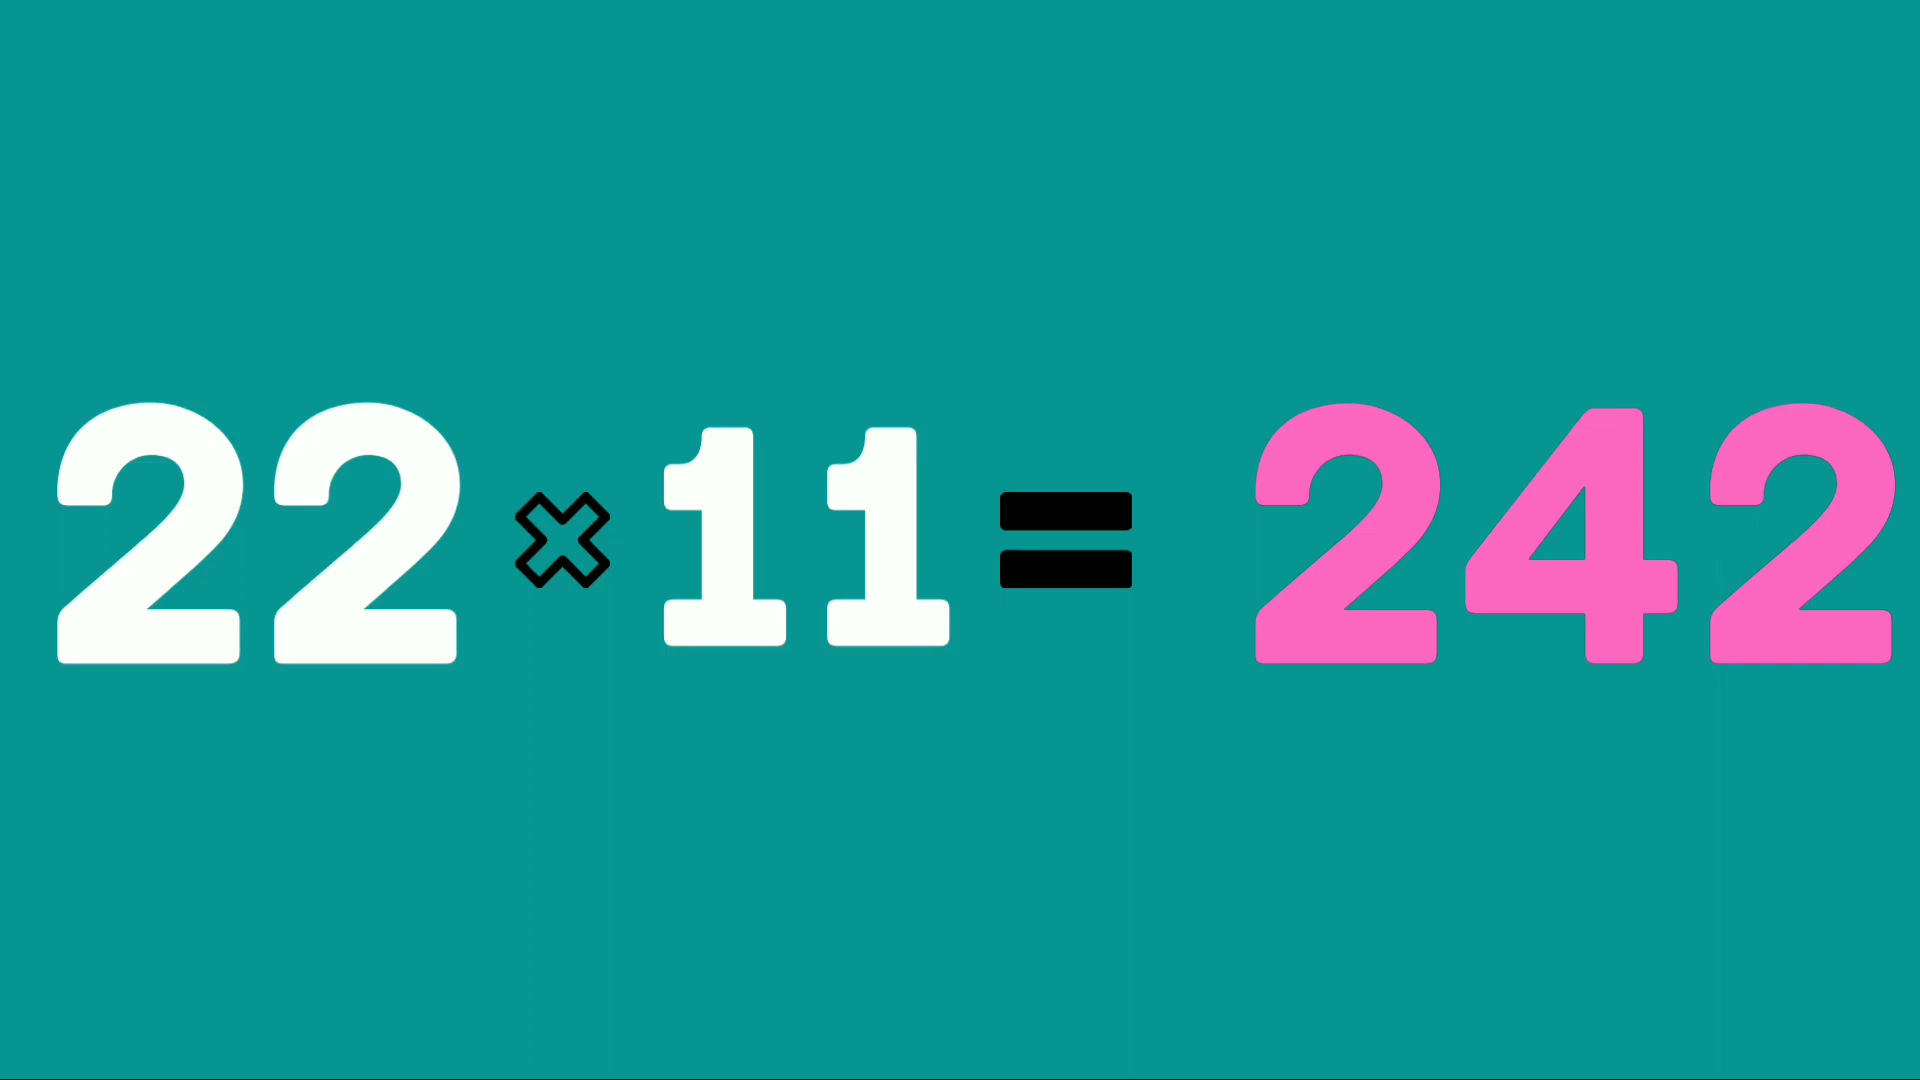 22 × 11 = 242